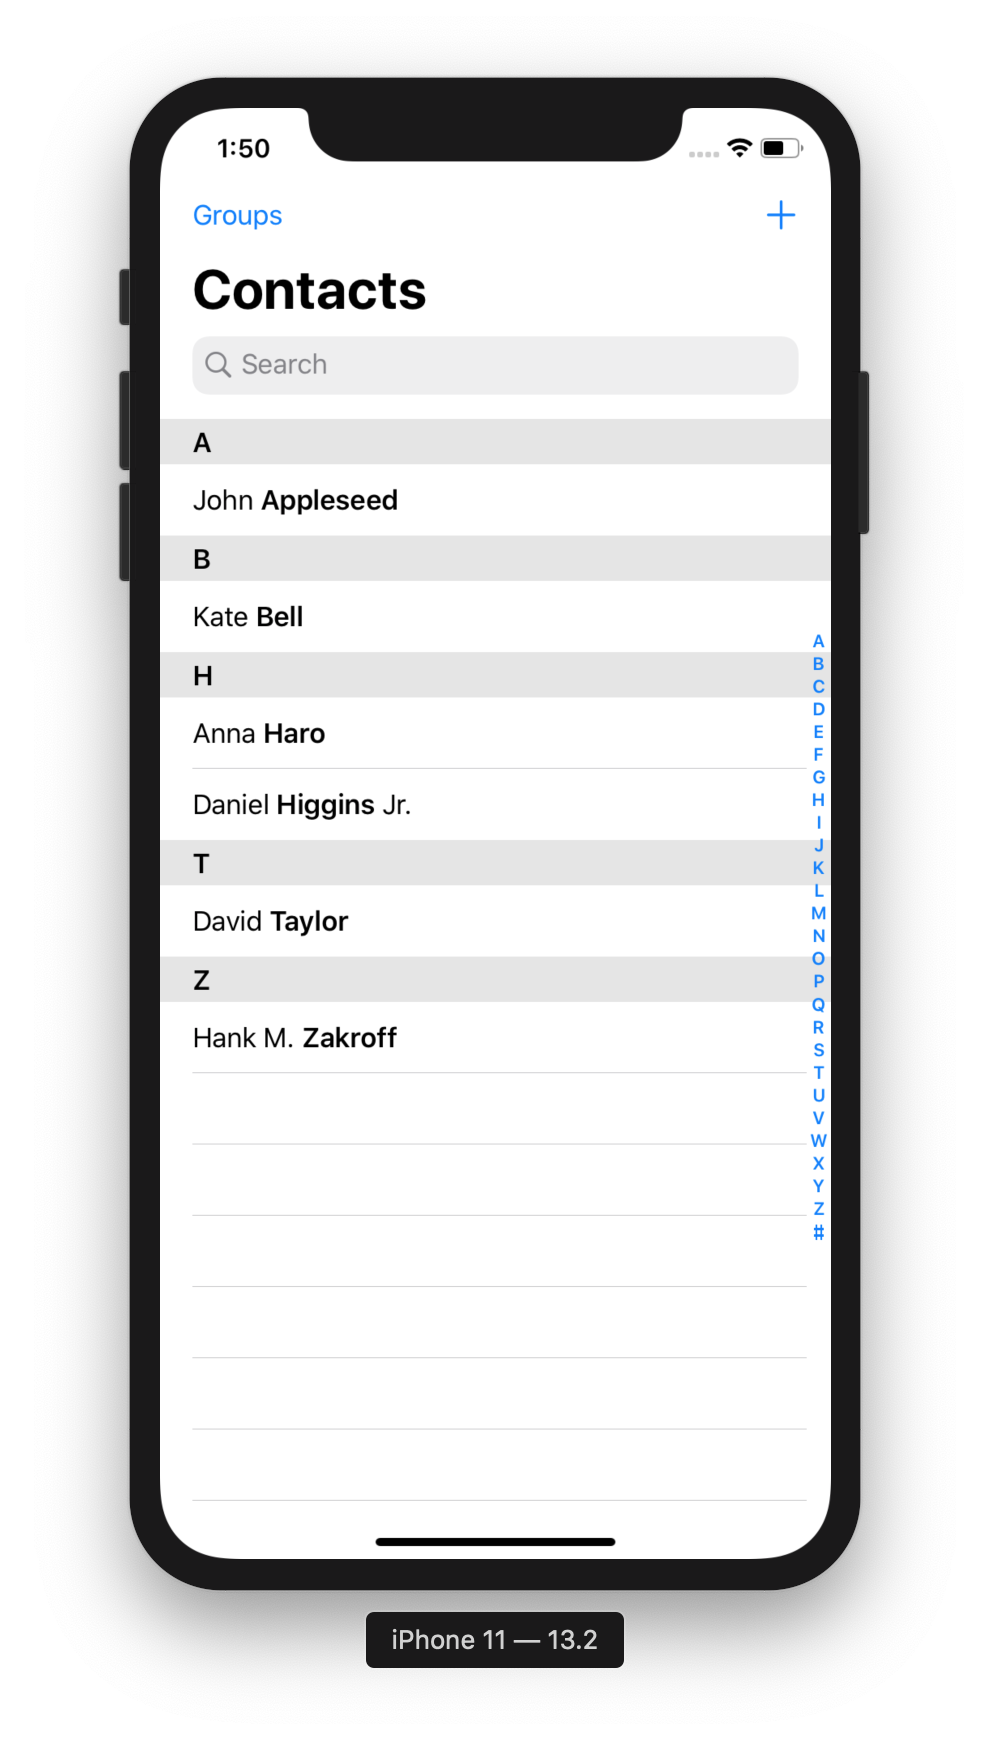 1:50
Groups
Contacts
Search
A
John Appleseed
B
Kate Bell
H
Anna Haro
Daniel Higgins Jr.
T
David Taylor
Z
Hank M. Zakroff
A
B
C
D
E
F
G
H
I
J
K
L
M
N
O
P
Q
R
S
T
U
V
W
X
Y
Z
#
iPhone 11 — 13.2